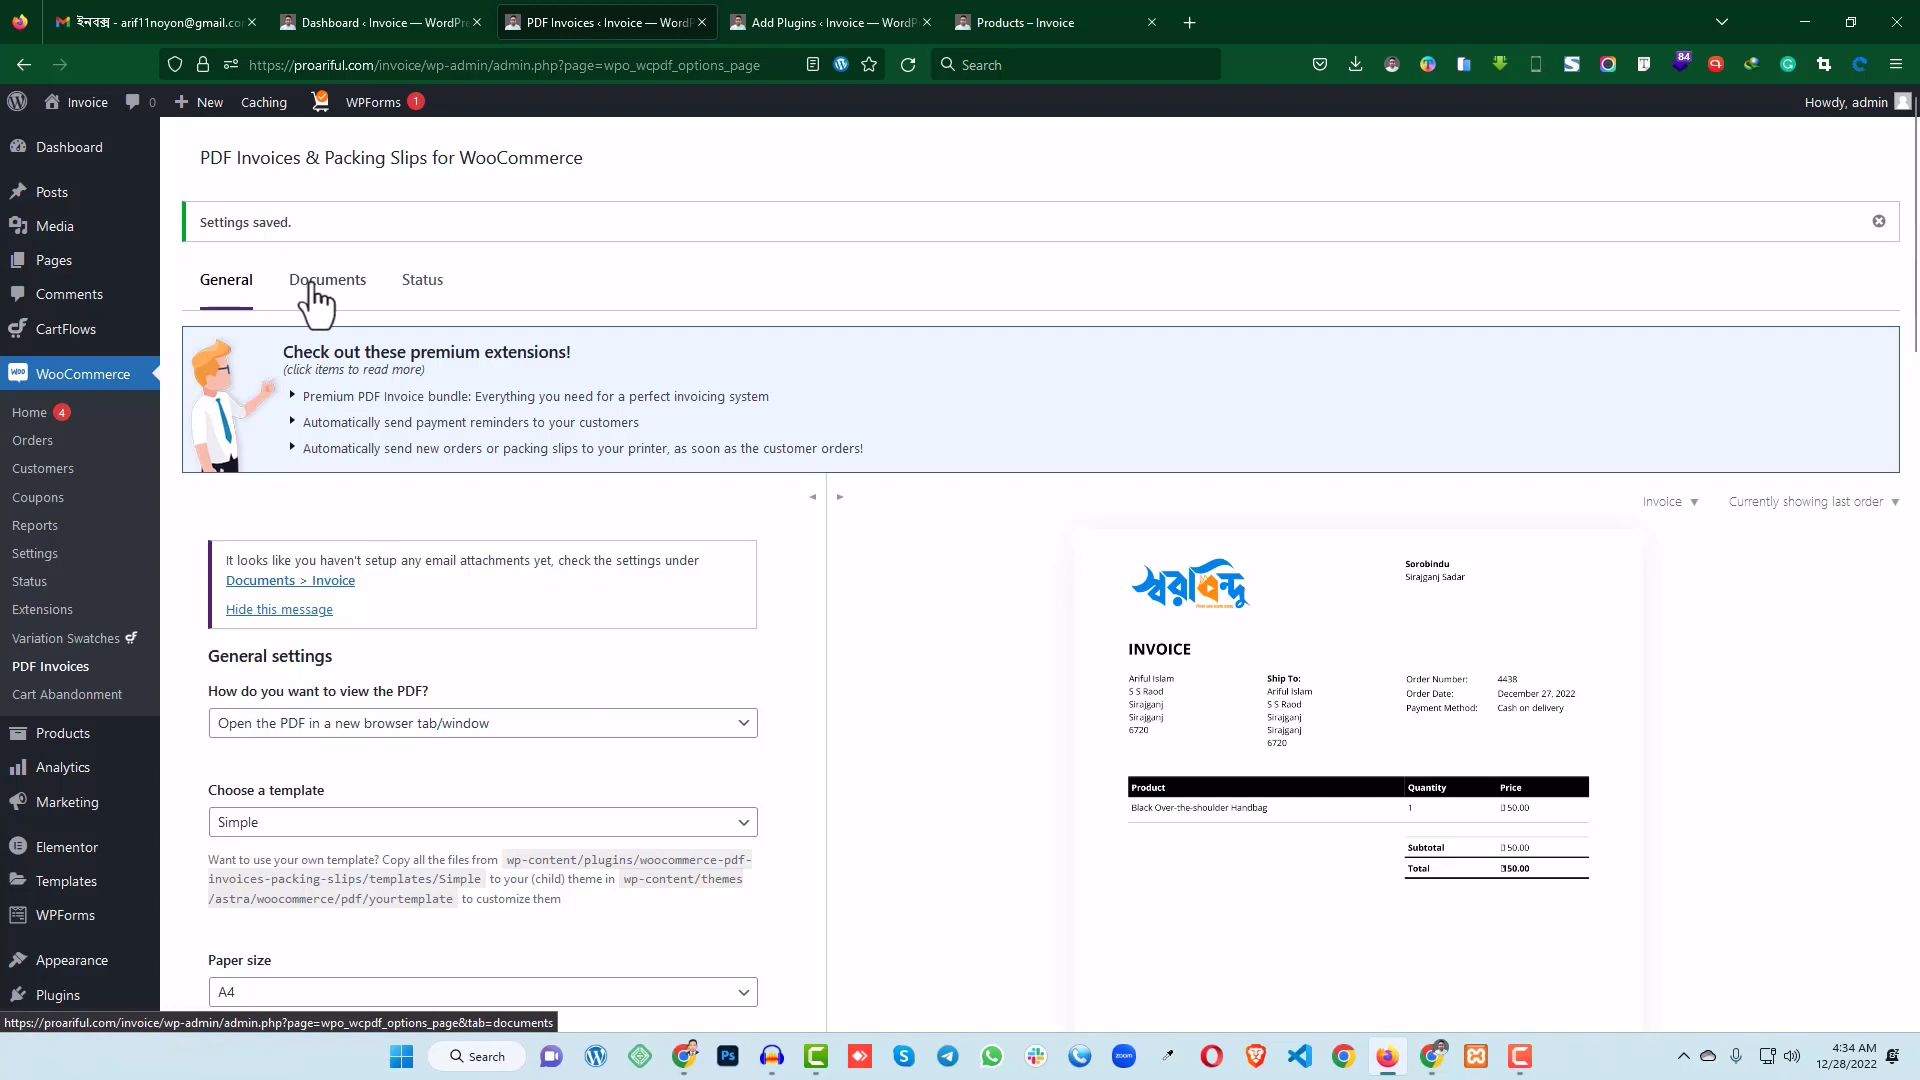 ইনবক্স - arif11noyon@gmail.co
Dashboard ‹ Invoice — WordPre
PDF Invoices ‹ Invoice — WordP
Add Plugins ‹ Invoice — WordP
Products – Invoice
https://proariful.com/invoice/wp-admin/admin.php?page=wpo_wcpdf_options_page
Search
84
Invoice
0
New
Caching
WPForms 1
Howdy, admin
Dashboard
Posts
Media
Pages
Comments
CartFlows
WooCommerce
Home 4
Orders
Customers
Coupons
Reports
Settings
Status
Extensions
Variation Swatches
PDF Invoices
Cart Abandonment
Products
Analytics
Marketing
Elementor
Templates
WPForms
Appearance
Plugins
PDF Invoices & Packing Slips for WooCommerce
Settings saved.
General
Documents
Status
Check out these premium extensions!
(click items to read more)
Premium PDF Invoice bundle: Everything you need for a perfect invoicing system
Automatically send payment reminders to your customers
Automatically send new orders or packing slips to your printer, as soon as the customer orders!
Invoice
Currently showing last order
It looks like you haven't setup any email attachments yet, check the settings under
Documents > Invoice
Hide this message
General settings
How do you want to view the PDF?
Open the PDF in a new browser tab/window
Choose a template
Simple
Want to use your own template? Copy all the files from wp-content/plugins/woocommerce-pdf-
invoices-packing-slips/templates/Simple to your (child) theme in wp-content/themes
/astra/woocommerce/pdf/yourtemplate to customize them
Paper size
A4
স্বরবিন্দু
Sorobindu
Sirajganj Sadar
INVOICE
Ariful Islam
S S Raod
Sirajganj
Sirajganj
6720
Ship To:
Ariful Islam
S S Raod
Sirajganj
Sirajganj
6720
Order Number: 4438
Order Date: December 27, 2022
Payment Method: Cash on delivery
Product Quantity Price
Black Over-the-shoulder Handbag 1 150.00
Subtotal 150.00
Total 150.00
https://proariful.com/invoice/wp-admin/admin.php?page=wpo_wcpdf_options_page&tab=documents
Search
Ps
zoom
4:34 AM
12/28/2022